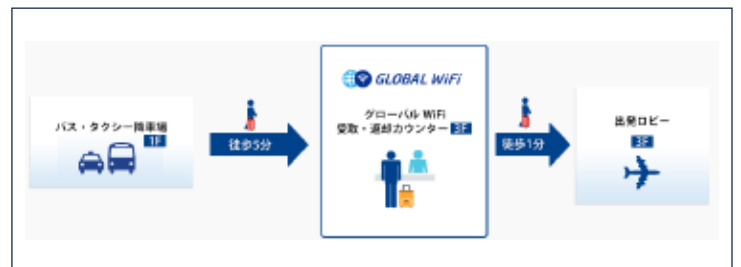 バス・タクシー降車場
1F
徒歩5分
GLOBAL WiFi
グローバル WiFi
受取・返却カウンター 3F
徒歩1分
出発ロビー
3F